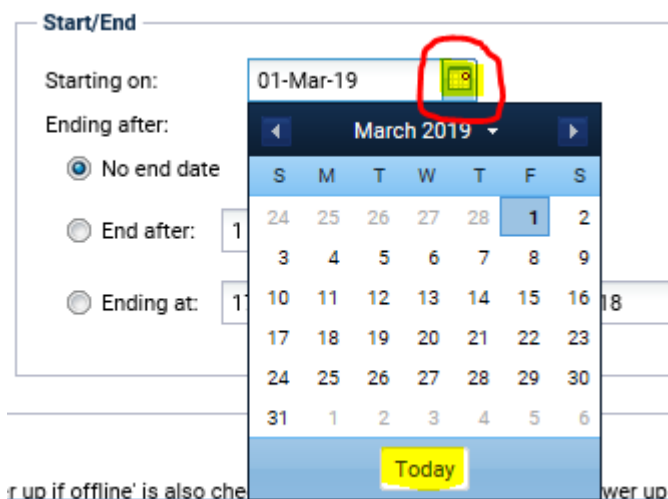 Start/End
Starting on: 01-Mar-19
Ending after: March 2019
No end date S M T W T F S
24 25 26 27 28 1 2
End after: 1
3 4 5 6 7 8 9
Ending at: 10 11 12 13 14 15 16 18
17 18 19 20 21 22 23
24 25 26 27 28 29 30
31 1 2 3 4 5 6
Today
up if offline' is also che wer up